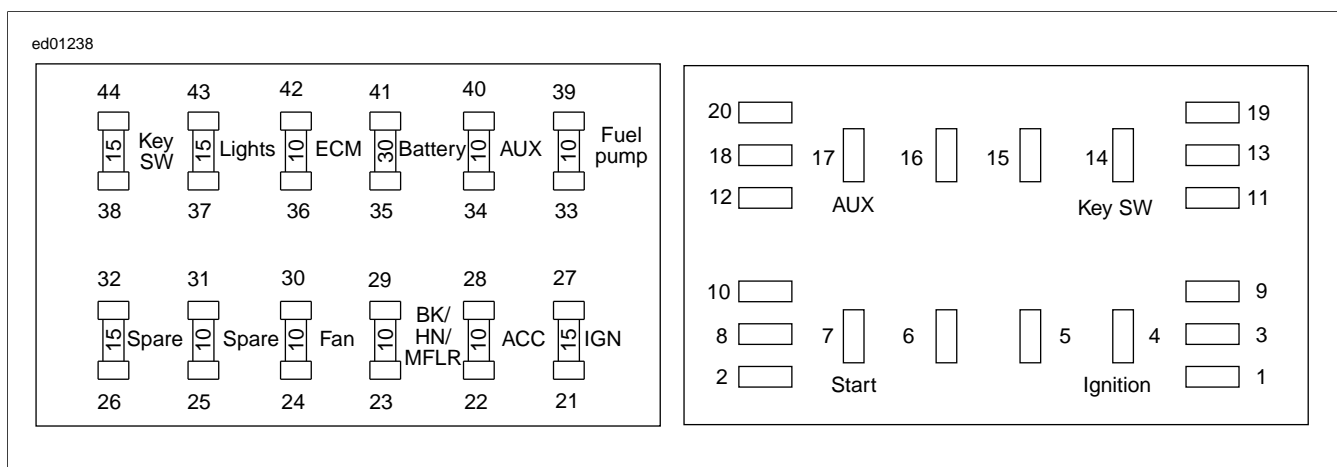 ed01238
44 43 42 41 40 39
15 Key SW 15 Lights 10 ECM 30 Battery 10 AUX 10 Fuel pump
38 37 36 35 34 33
32 31 30 29 28 27
15 Spare 10 Spare 10 Fan 10 BK/ HN/ MFLR 10 ACC 15 IGN
26 25 24 23 22 21
20 19
18 17 16 15 14 13
12 AUX Key SW 11
10 9
8 7 6 5 4 3
2 Start Ignition 1